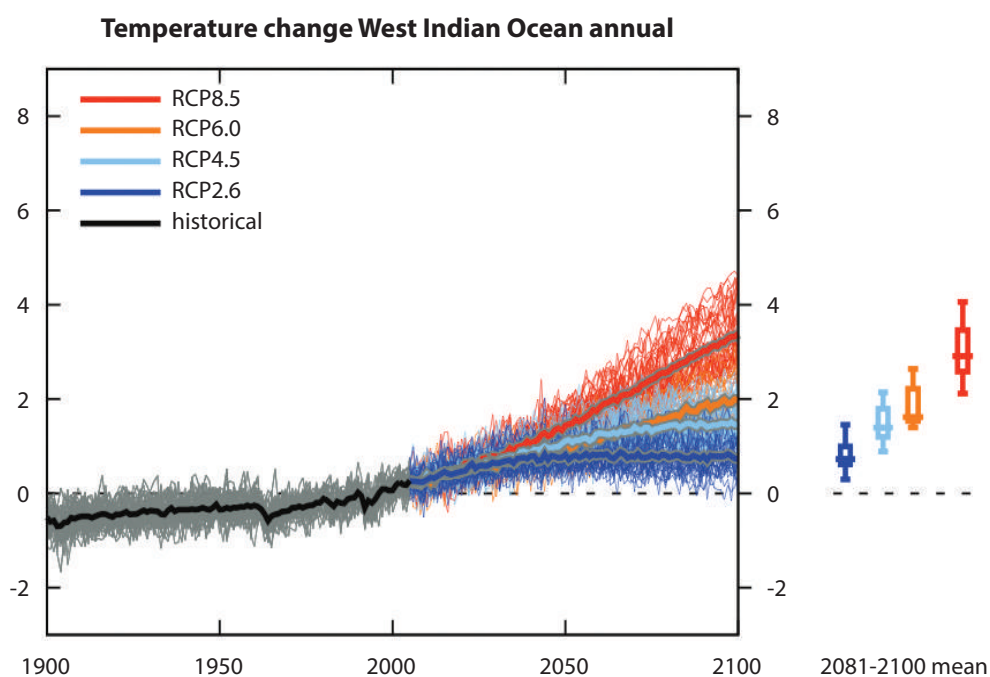 Temperature change West Indian Ocean annual
RCP8.5
RCP6.0
RCP4.5
RCP2.6
historical
8
6
4
2
0
-2
8
6
4
2
0
-2
1900
1950
2000
2050
2100
2081-2100 mean